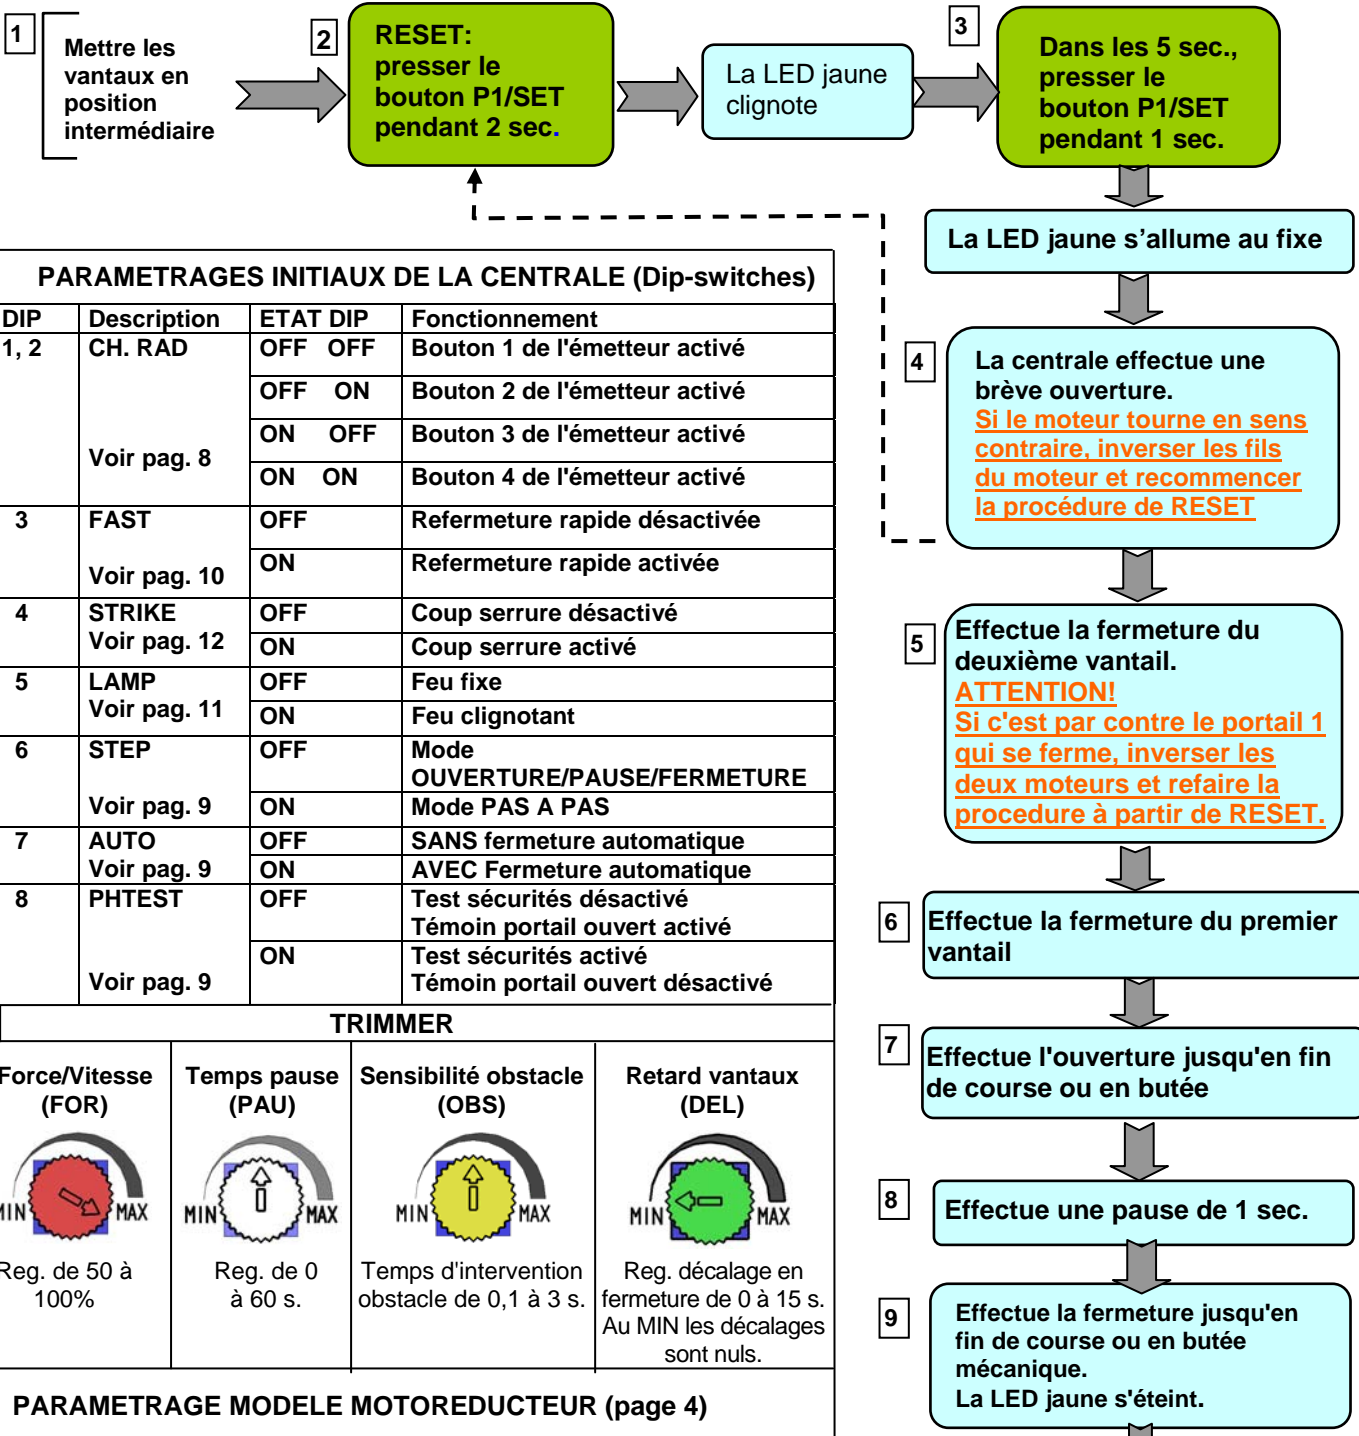 1
Mettre les
vantaux en
position
intermédiaire
2
RESET:
presser le
bouton P1/SET
pendant 2 sec.
La LED jaune
clignote
3
Dans les 5 sec.,
presser le
bouton P1/SET
pendant 1 sec.
La LED jaune s’allume au fixe
4
La centrale effectue une
brève ouverture.
Si le moteur tourne en sens
contraire, inverser les fils
du moteur et recommencer
la procédure de RESET
5
Effectue la fermeture du
deuxième vantail.
ATTENTION!
Si c'est par contre le portail 1
qui se ferme, inverser les
deux moteurs et refaire la
procedure à partir de RESET.
6
Effectue la fermeture du premier
vantail
7
Effectue l'ouverture jusqu'en fin
de course ou en butée
8
Effectue une pause de 1 sec.
9
Effectue la fermeture jusqu'en
fin de course ou en butée
mécanique.
La LED jaune s'éteint.
PARAMETRAGES INITIAUX DE LA CENTRALE (Dip-switches)
DIP Description ETAT DIP Fonctionnement
1, 2 CH. RAD OFF OFF Bouton 1 de l'émetteur activé
OFF ON Bouton 2 de l'émetteur activé
ON OFF Bouton 3 de l'émetteur activé
Voir pag. 8
ON ON Bouton 4 de l'émetteur activé
3 FAST OFF Refermeture rapide désactivée
Voir pag. 10 ON Refermeture rapide activée
4 STRIKE OFF Coup serrure désactivé
Voir pag. 12 ON Coup serrure activé
5 LAMP OFF Feu fixe
Voir pag. 11 ON Feu clignotant
6 STEP OFF Mode
OUVERTURE/PAUSE/FERMETURE
Voir pag. 9 ON Mode PAS A PAS
7 AUTO OFF SANS fermeture automatique
Voir pag. 9 ON AVEC Fermeture automatique
8 PHTEST OFF Test sécurités désactivé
Témoin portail ouvert activé
ON Test sécurités activé
Voir pag. 9 Témoin portail ouvert désactivé
TRIMMER
Force/Vitesse
(FOR)
MIN MAX
Reg. de 50 à
100%
Temps pause
(PAU)
MIN MAX
Reg. de 0
à 60 s.
Sensibilité obstacle
(OBS)
MIN MAX
Temps d'intervention
obstacle de 0,1 à 3 s.
Retard vantaux
(DEL)
MIN MAX
Reg. décalage en
fermeture de 0 à 15 s.
Au MIN les décalages
sont nuls.
PARAMETRAGE MODELE MOTOREDUCTEUR (page 4)